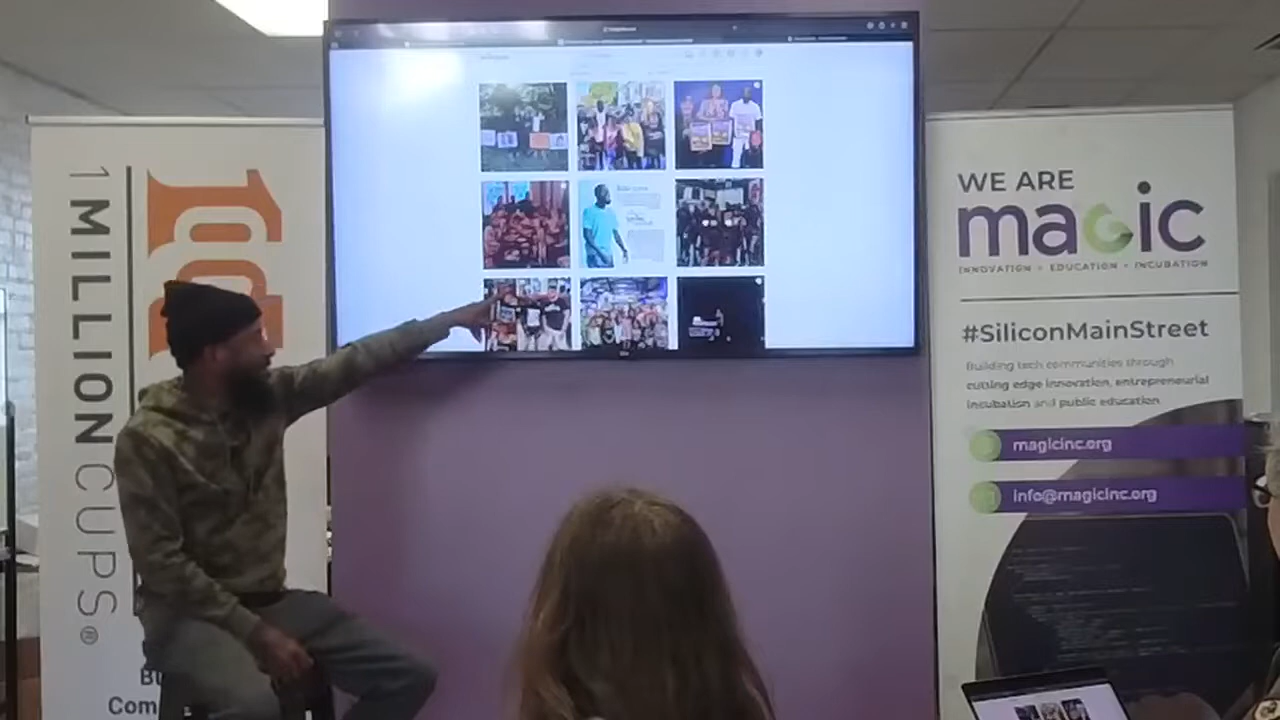 1 MILLION CUPS®
Com
WE ARE
magic
INNOVATION • EDUCATION • INCUBATION
#SiliconMainStreet
Building tech communities through
cutting edge innovation, entrepreneurial
incubation and public education.
magicinc.org
info@magicinc.org